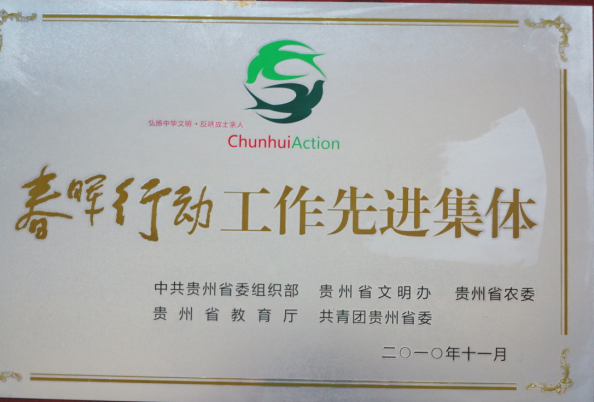 弘扬中华文明·反哺故土亲人
ChunhuiAction
春晖行动工作先进集体
中共贵州省委组织部 贵州省文明办 贵州省农委
贵州省教育厅 共青团贵州省委
二〇一〇年十一月